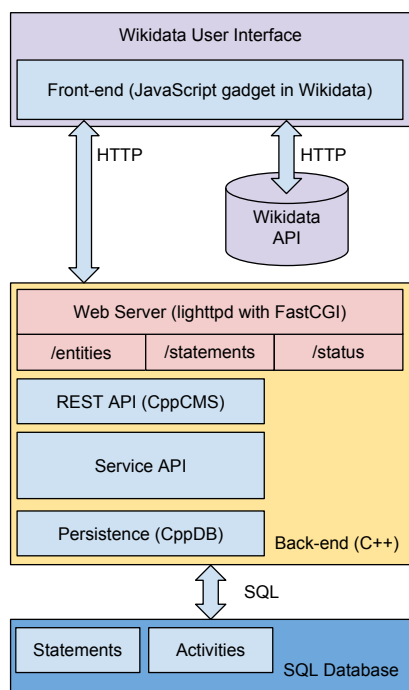 Wikidata User Interface
Front-end (JavaScript gadget in Wikidata)
HTTP
HTTP
Wikidata
API
Web Server (lighttpd with FastCGI)
/entities
/statements
/status
REST API (CppCMS)
Service API
Persistence (CppDB)
Back-end (C++)
SQL
Statements
Activities
SQL Database